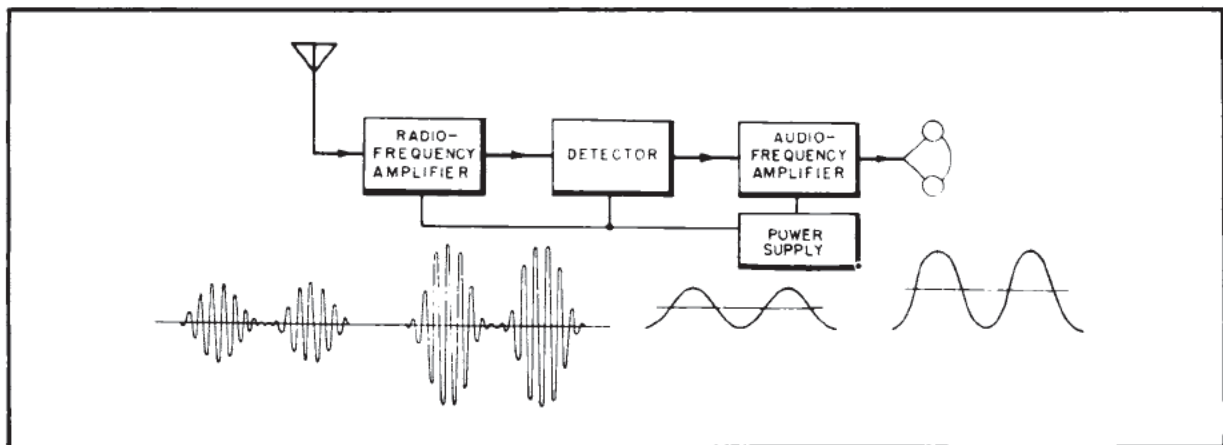 RADIO-
FREQUENCY
AMPLIFIER
DETECTOR
AUDIO-
FREQUENCY
AMPLIFIER
POWER
SUPPLY